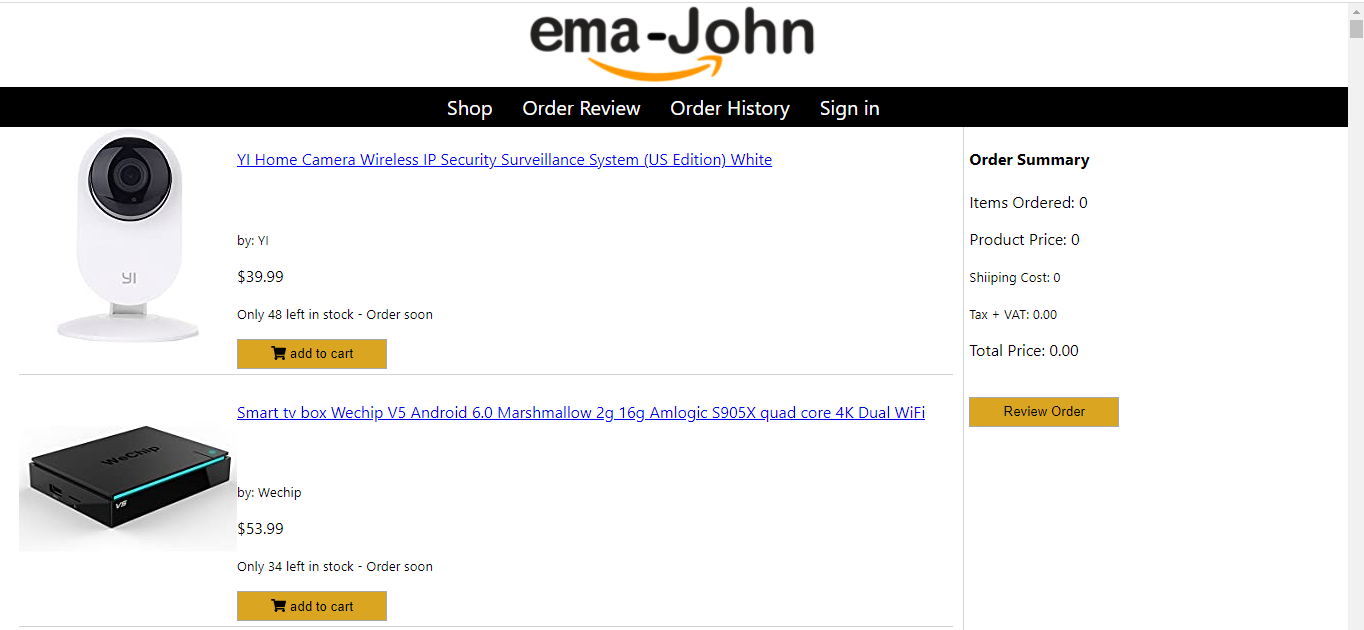 ema-John
Shop Order Review Order History Sign in
YI Home Camera Wireless IP Security Surveillance System (US Edition) White
by: YI
$39.99
Only 48 left in stock - Order soon
add to cart
YI
Smart tv box Wechip V5 Android 6.0 Marshmallow 2g 16g Amlogic S905X quad core 4K Dual WiFi
by: Wechip
$53.99
Only 34 left in stock - Order soon
add to cart
WeChip
V5
Order Summary
Items Ordered: 0
Product Price: 0
Shiiping Cost: 0
Tax + VAT: 0.00
Total Price: 0.00
Review Order